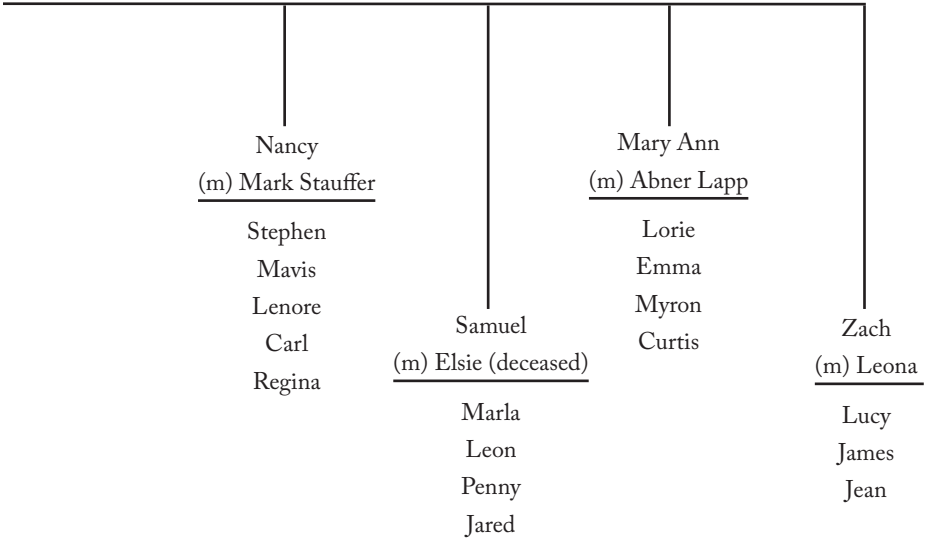 Nancy
(m) Mark Stauffer
Stephen
Mavis
Lenore
Carl
Regina
Samuel
(m) Elsie (deceased)
Marla
Leon
Penny
Jared
Mary Ann
(m) Abner Lapp
Lorie
Emma
Myron
Curtis
Zach
(m) Leona
Lucy
James
Jean